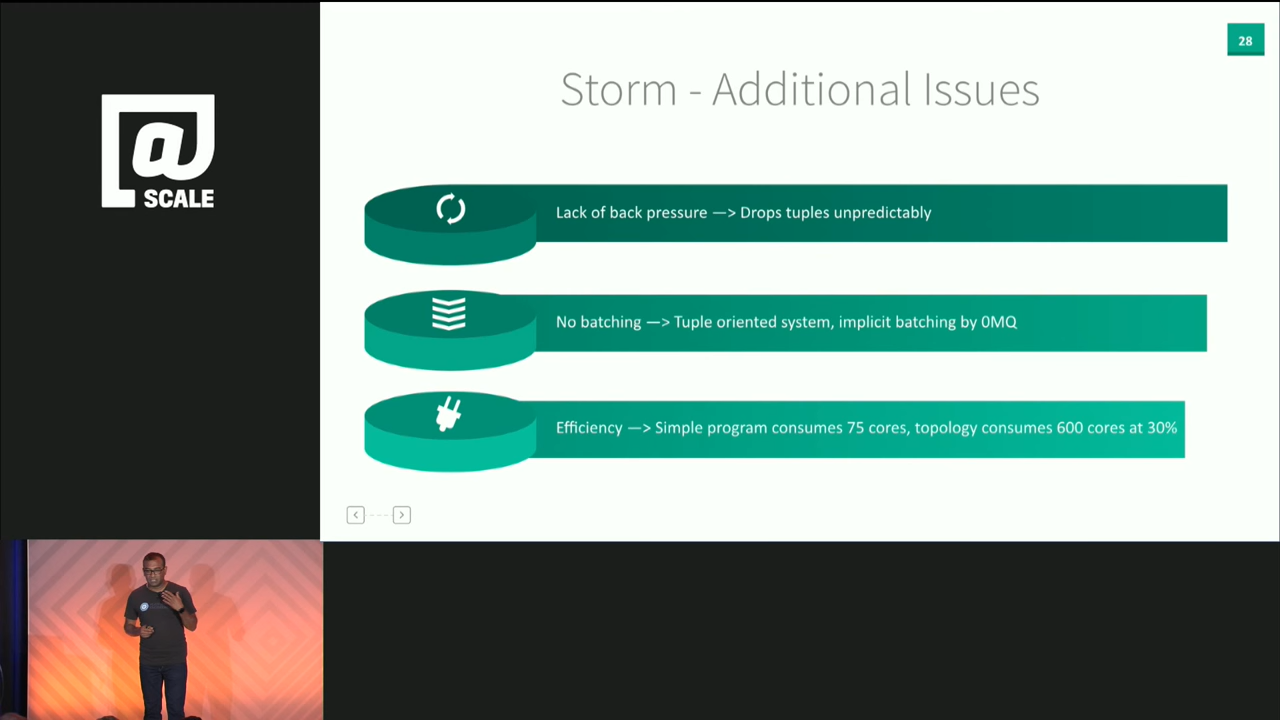 @
SCALE
28
Storm - Additional Issues
Lack of back pressure —> Drops tuples unpredictably
No batching —> Tuple oriented system, implicit batching by 0MQ
Efficiency —> Simple program consumes 75 cores, topology consumes 600 cores at 30%